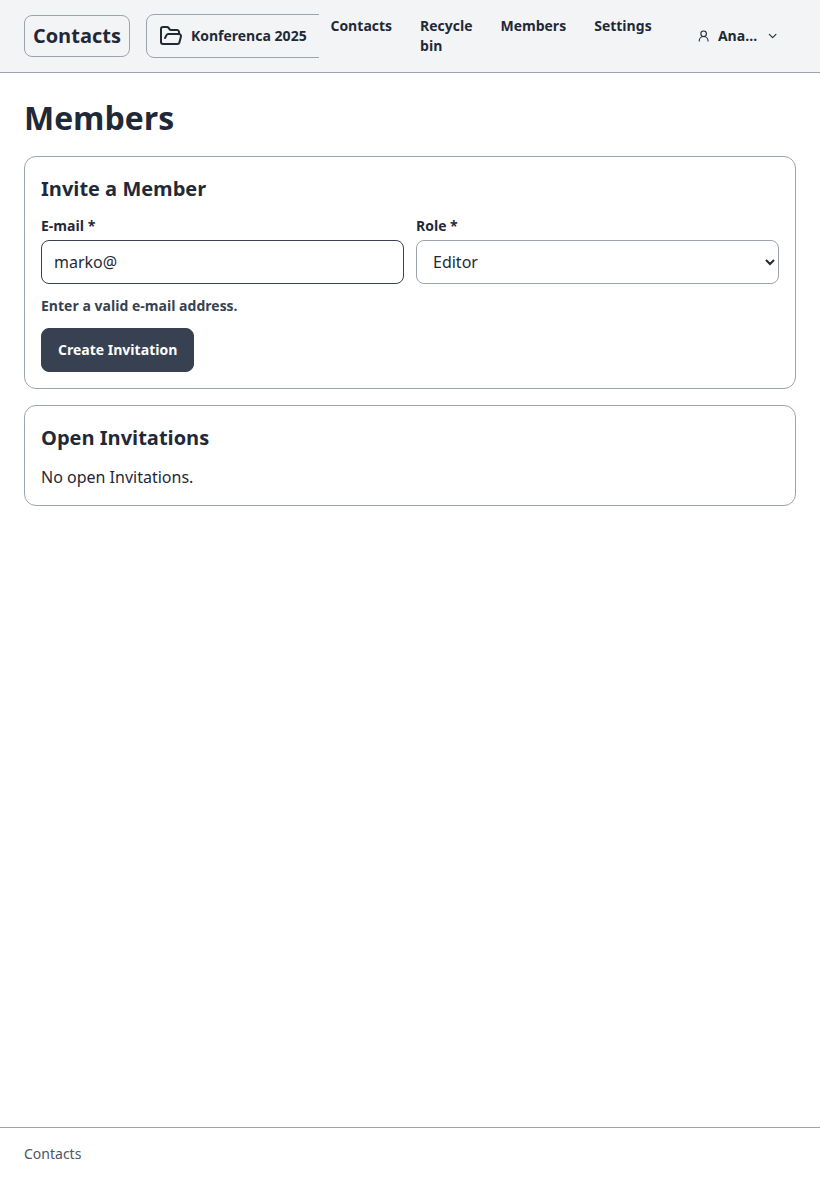 Contacts
Konferenca 2025
Contacts
Recycle
bin
Members
Settings
Ana...
Members
Invite a Member
E-mail *
Role *
marko@
Editor
Enter a valid e-mail address.
Create Invitation
Open Invitations
No open Invitations.
Contacts